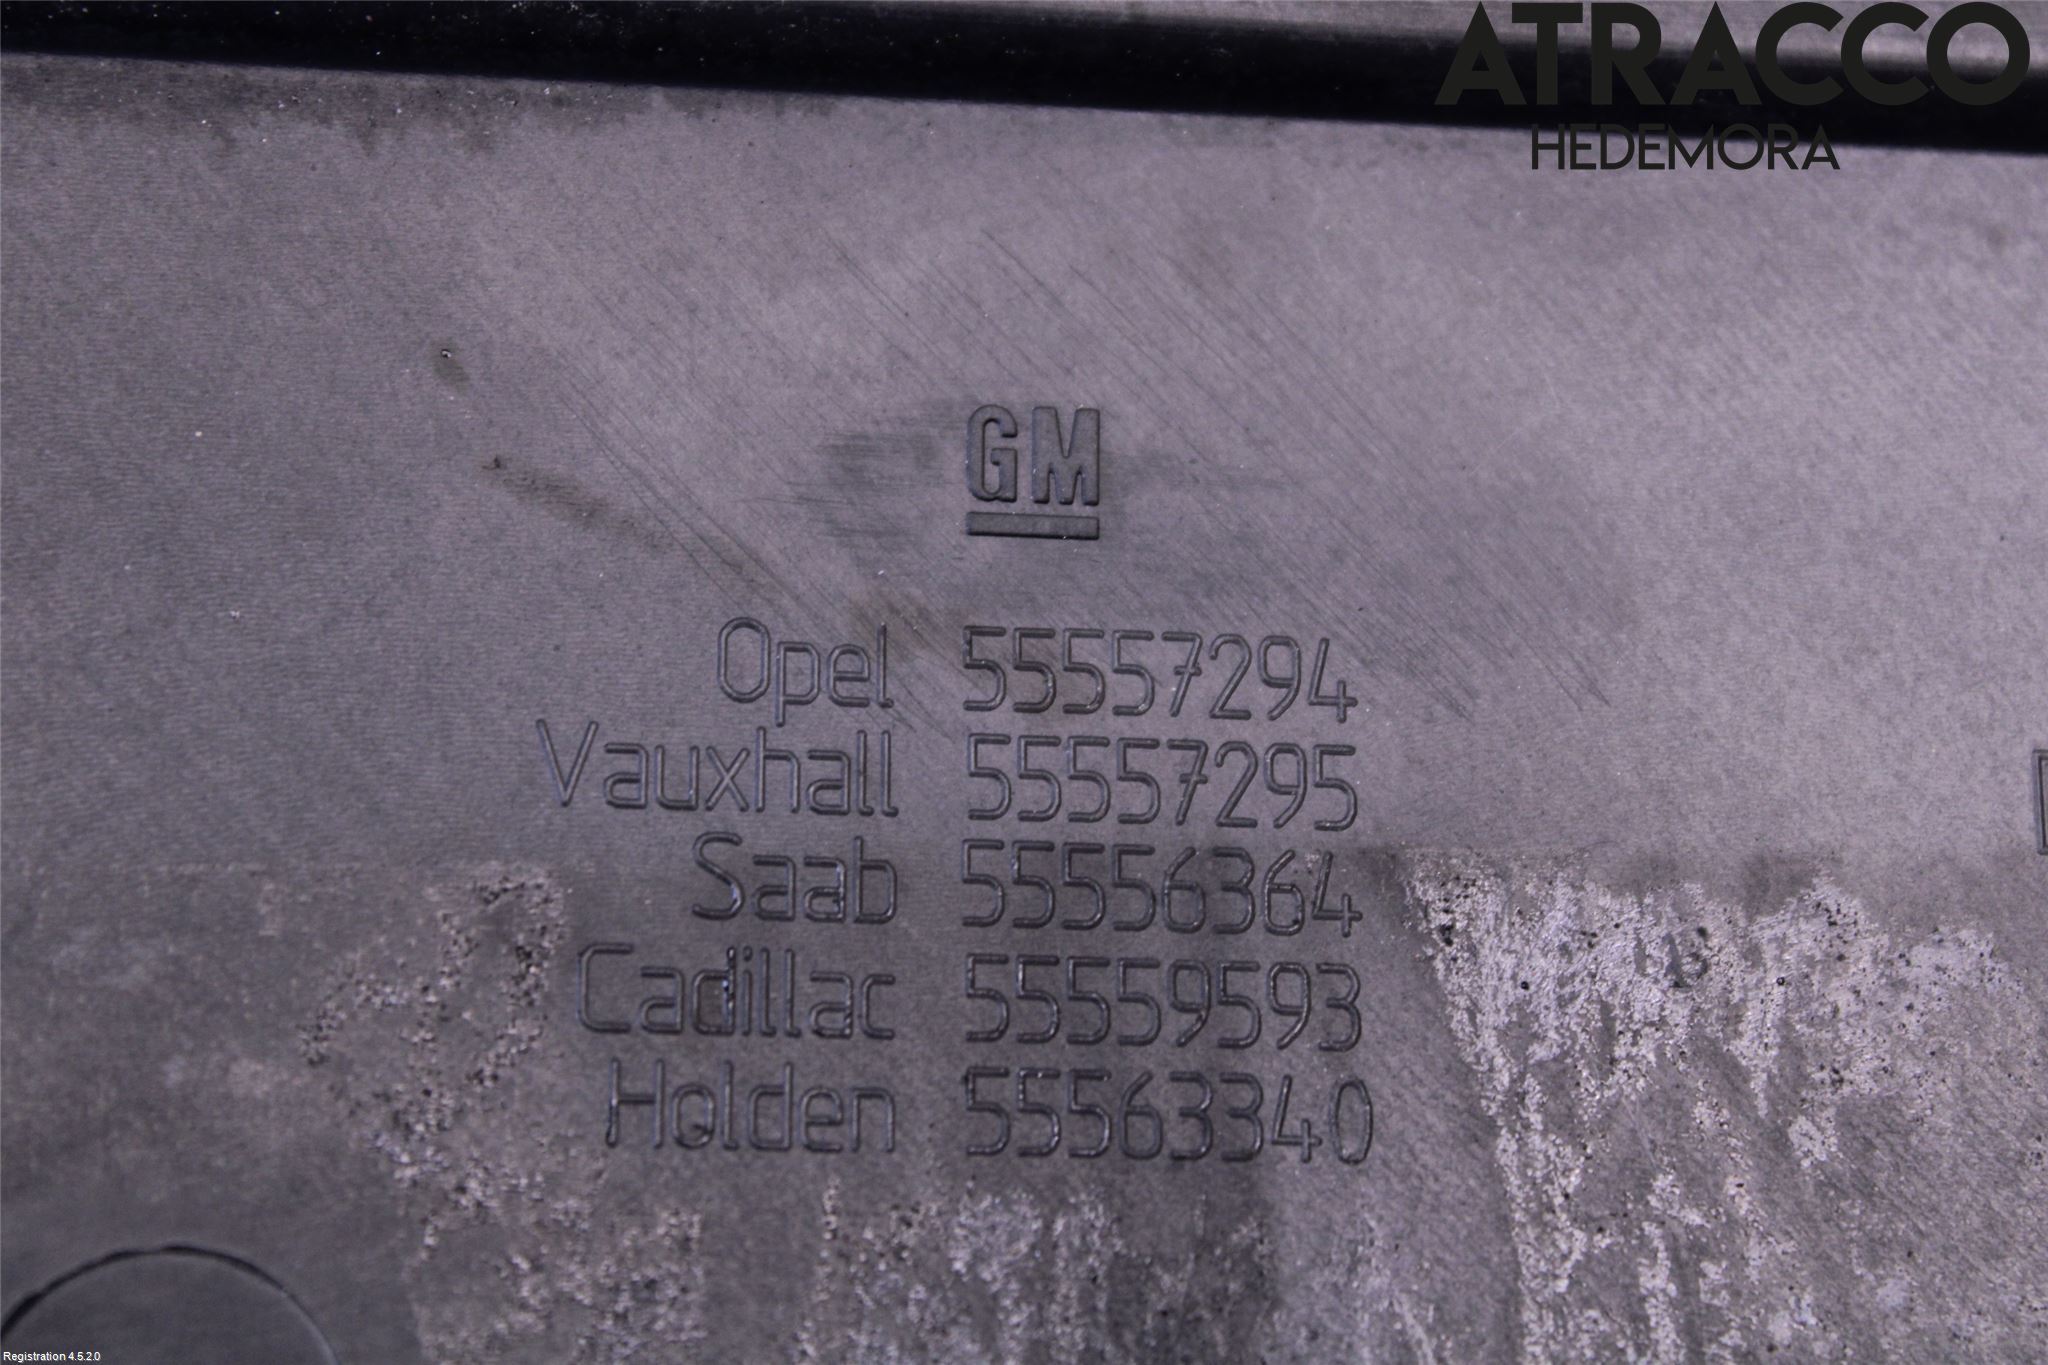 ATRACCO
HEDEMORA
GM
Opel 55557294
Vauxhall 55557295
Saab 55556364
Cadillac 55559593
Holden 55563340
Registration 4.5.2.0